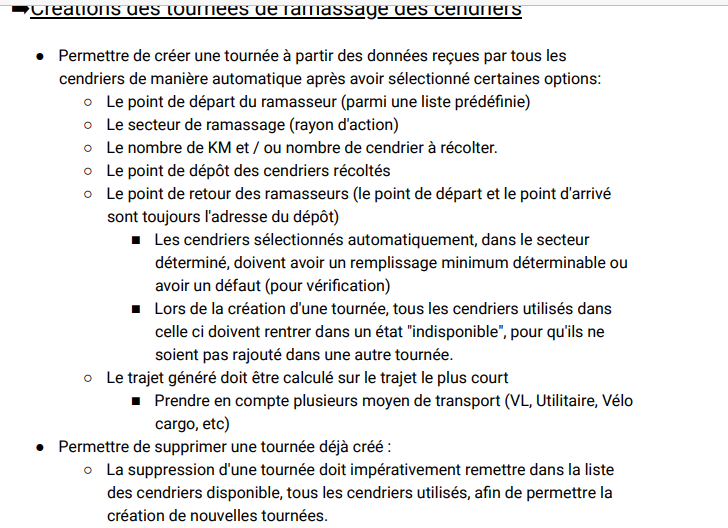 ➡Créations des tournées de ramassage des cendriers
● Permettre de créer une tournée à partir des données reçues par tous les
cendriers de manière automatique après avoir sélectionné certaines options:
○ Le point de départ du ramasseur (parmi une liste prédéfinie)
○ Le secteur de ramassage (rayon d'action)
○ Le nombre de KM et / ou nombre de cendrier à récolter.
○ Le point de dépôt des cendriers récoltés
○ Le point de retour des ramasseurs (le point de départ et le point d'arrivé
sont toujours l'adresse du dépôt)
■ Les cendriers sélectionnés automatiquement, dans le secteur
déterminé, doivent avoir un remplissage minimum déterminable ou
avoir un défaut (pour vérification)
■ Lors de la création d'une tournée, tous les cendriers utilisés dans
celle ci doivent rentrer dans un état "indisponible", pour qu'ils ne
soient pas rajouté dans une autre tournée.
○ Le trajet généré doit être calculé sur le trajet le plus court
■ Prendre en compte plusieurs moyen de transport (VL, Utilitaire, Vélo
cargo, etc)
● Permettre de supprimer une tournée déjà créé :
○ La suppression d'une tournée doit impérativement remettre dans la liste
des cendriers disponible, tous les cendriers utilisés, afin de permettre la
création de nouvelles tournées.